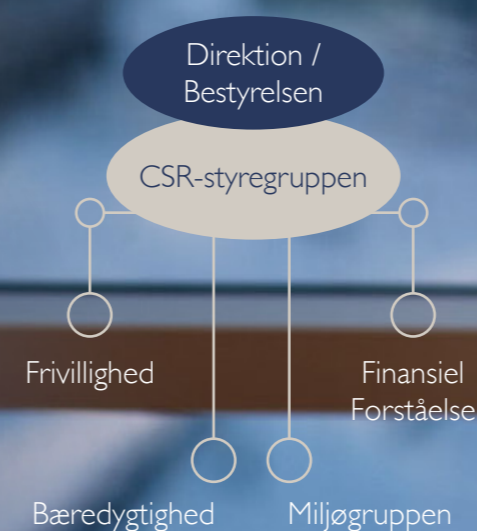 Direktion /
Bestyrelsen
CSR-styregruppen
Frivillighed
Finansiel
Forståelse
Bæredygtighed
Miljøgruppen